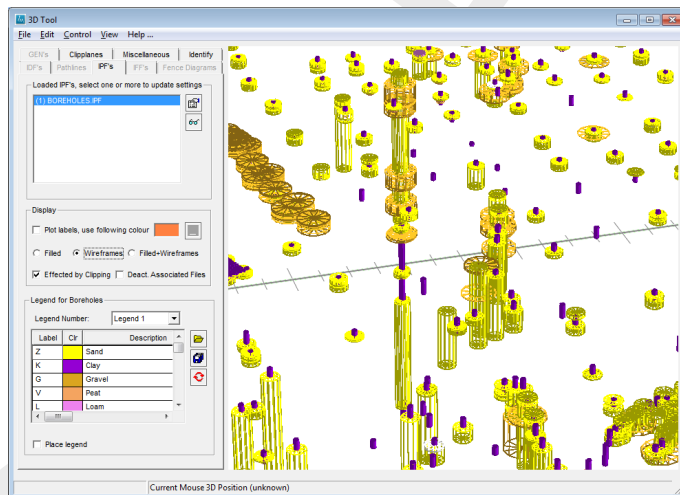 3D Tool
File Edit Control View Help ...
GEN's Clipplanes Miscellaneous Identify
IDF's Pathlines IPF's IFF's Fence Diagrams
Loaded IPF's, select one or more to update settings
(1) BOREHOLES.IPF
Display
Plot labels, use following colour
Filled Wireframes Filled+Wireframes
Effected by Clipping Deact. Associated Files
Legend for Boreholes
Legend Number: Legend 1
Label Clr Description
Z Sand
K Clay
G Gravel
V Peat
L Loam
Place legend
Current Mouse 3D Position (unknown)